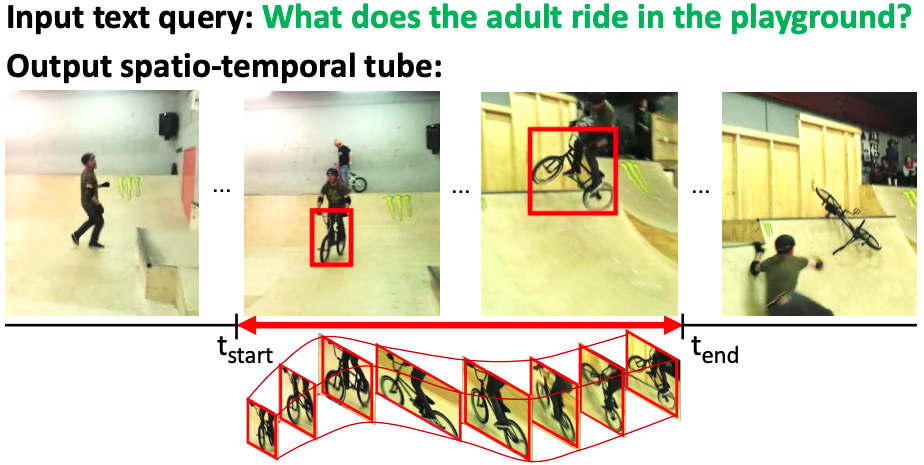 Input text query: What does the adult ride in the playground?
Output spatio-temporal tube:
... ... ...
tstart tend